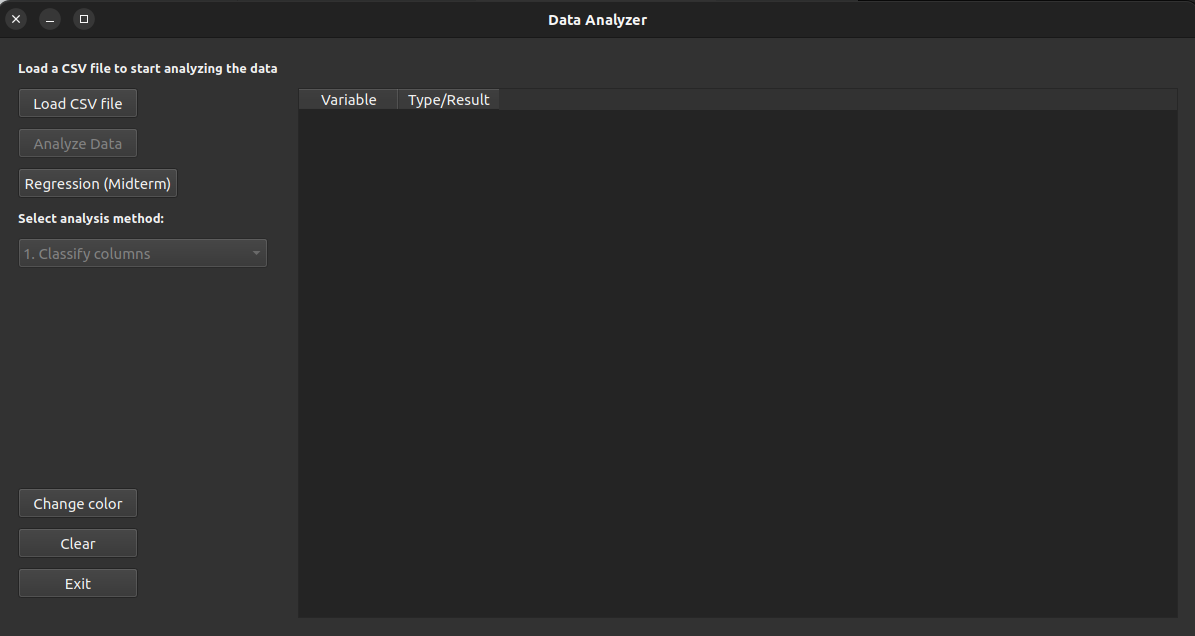 Data Analyzer
Load a CSV file to start analyzing the data
Load CSV file
Analyze Data
Regression (Midterm)
Select analysis method:
1. Classify columns
Change color
Clear
Exit
Variable Type/Result